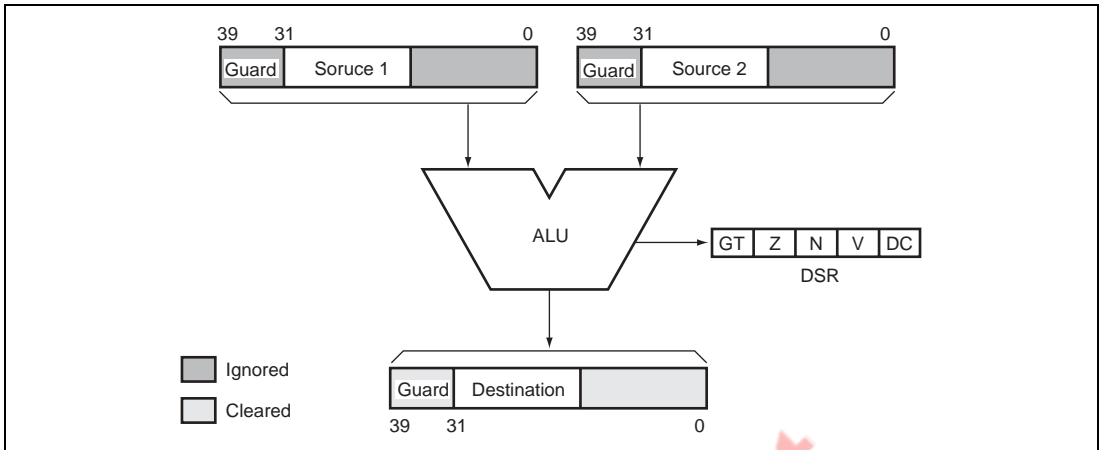 39 31 0 39 31 0
Guard Soruce 1 Guard Source 2
ALU
GT Z N V DC
DSR
Ignored
Cleared
Guard Destination
39 31 0